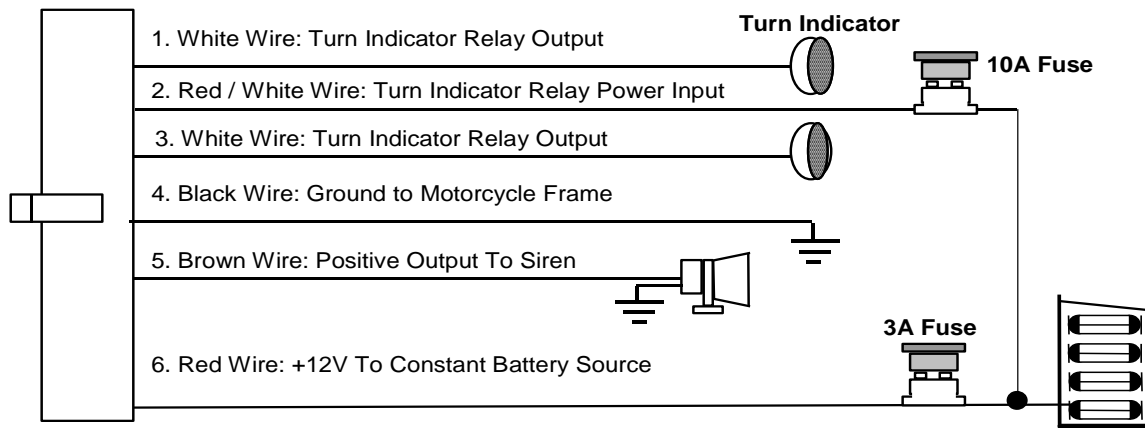 1. White Wire: Turn Indicator Relay Output
Turn Indicator
10A Fuse
2. Red / White Wire: Turn Indicator Relay Power Input
3. White Wire: Turn Indicator Relay Output
4. Black Wire: Ground to Motorcycle Frame
5. Brown Wire: Positive Output To Siren
3A Fuse
6. Red Wire: +12V To Constant Battery Source